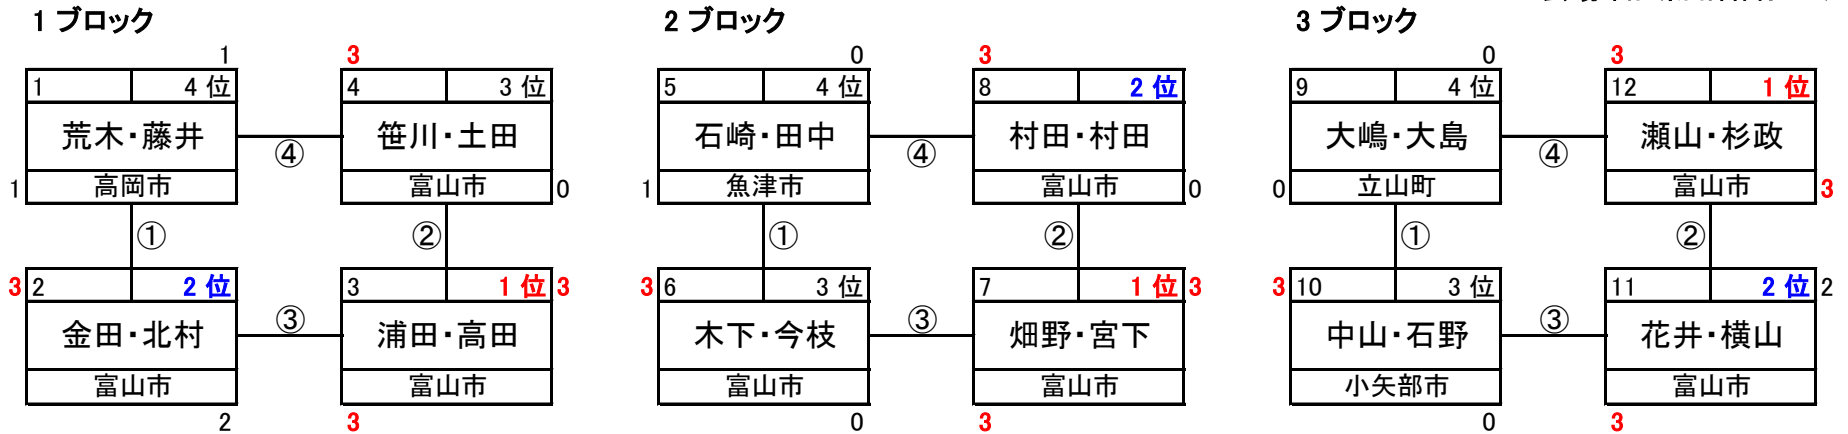 1 ブロック 2 ブロック 3 ブロック
1 3 0 3 0 3
1 4 位 4 3 位 5 4 位 8 2 位 9 4 位 12 1 位
荒木・藤井 ④ 笹川・土田 石崎・田中 ④ 村田・村田 大嶋・大島 ④ 瀬山・杉政
1 高岡市 富山市 0 1 魚津市 富山市 0 0 立山町 富山市 3
① ② ① ② ① ②
3 2 2 位 3 1 位 3 3 6 3 位 7 1 位 3 3 10 3 位 11 2 位 2
金田・北村 ③ 浦田・高田 木下・今枝 ③ 畑野・宮下 中山・石野 ③ 花井・横山
富山市 富山市 富山市 富山市 小矢部市 富山市
2 3 0 3 0 3